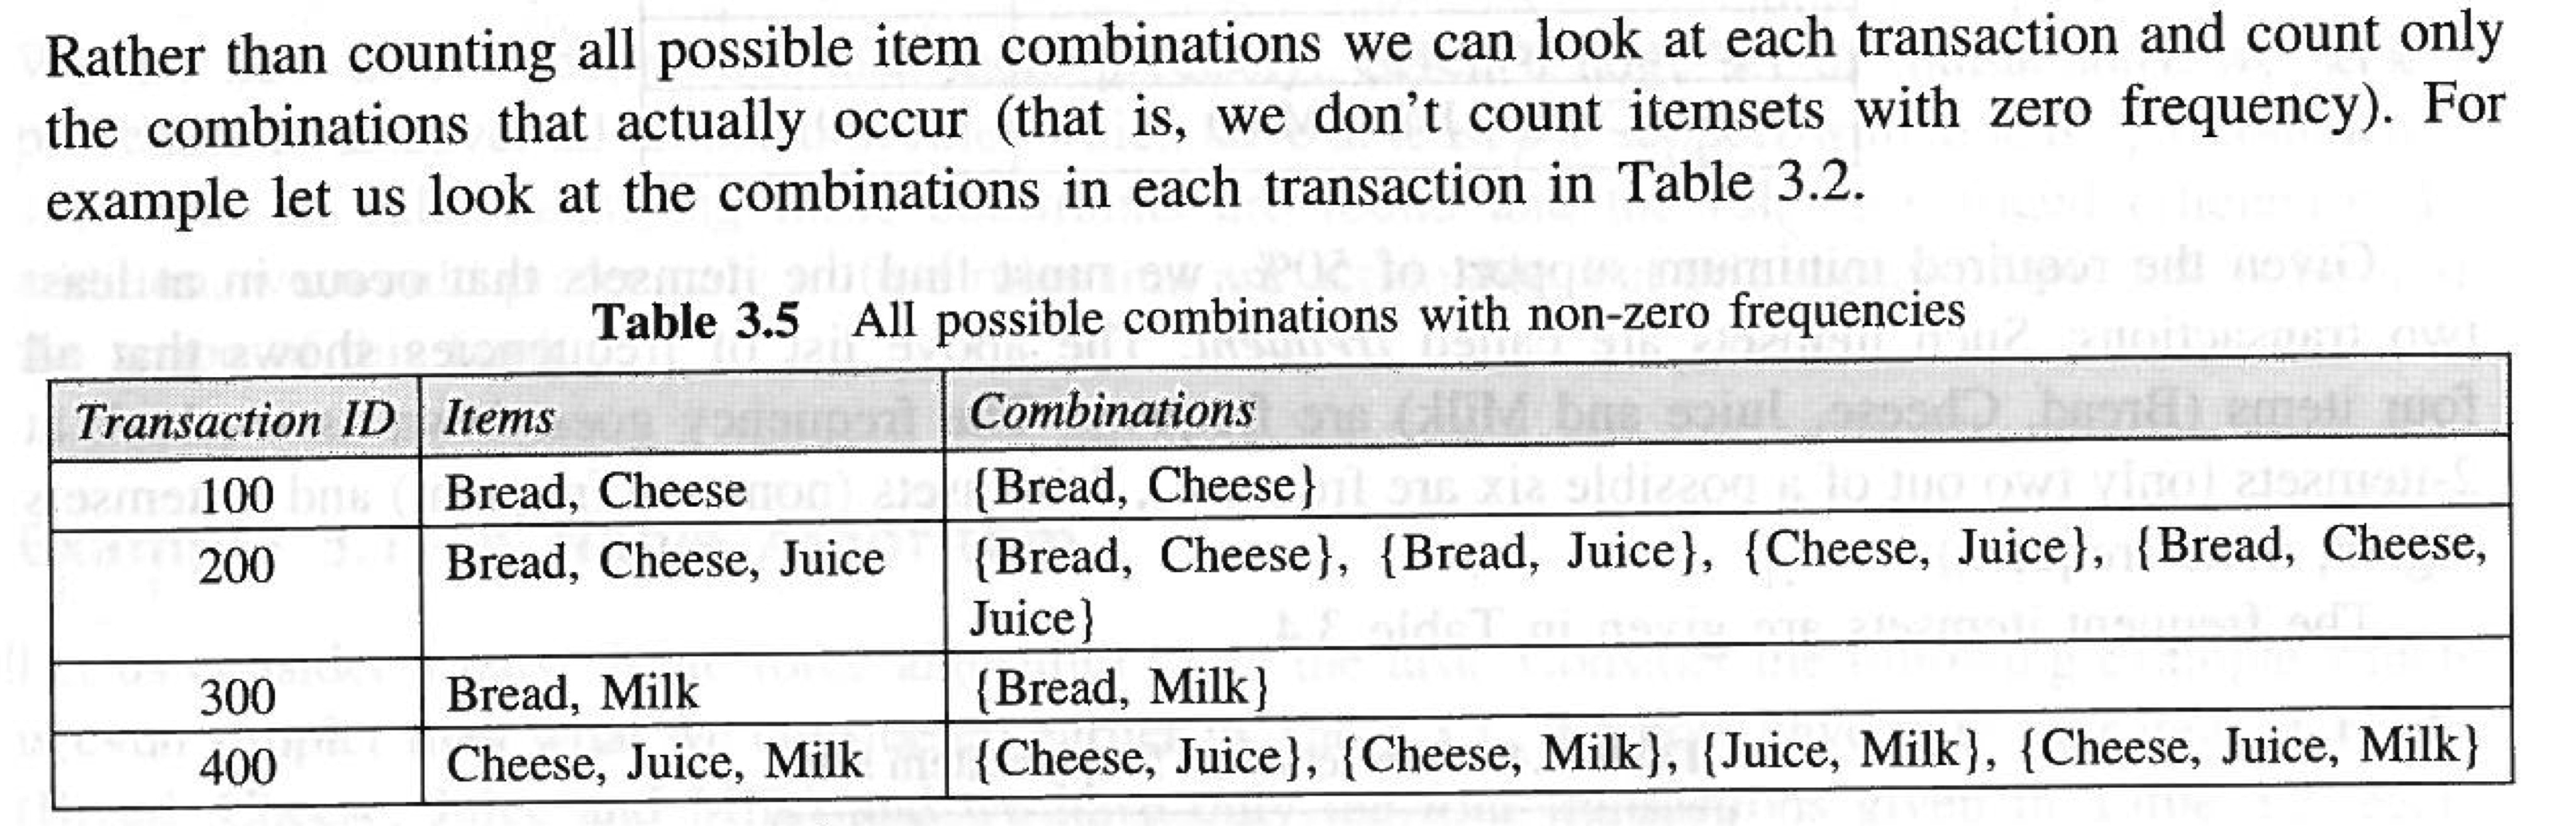 Rather than counting all possible item combinations we can look at each transaction and count only
the combinations that actually occur (that is, we don't count itemsets with zero frequency). For
example let us look at the combinations in each transaction in Table 3.2.
Table 3.5 All possible combinations with non-zero frequencies
Transaction ID Items Combinations
100 Bread, Cheese {Bread, Cheese}
200 Bread, Cheese, Juice {Bread, Cheese}, {Bread, Juice}, {Cheese, Juice}, {Bread, Cheese,
Juice}
300 Bread, Milk {Bread, Milk}
400 Cheese, Juice, Milk {Cheese, Juice}, {Cheese, Milk}, {Juice, Milk}, {Cheese, Juice, Milk}